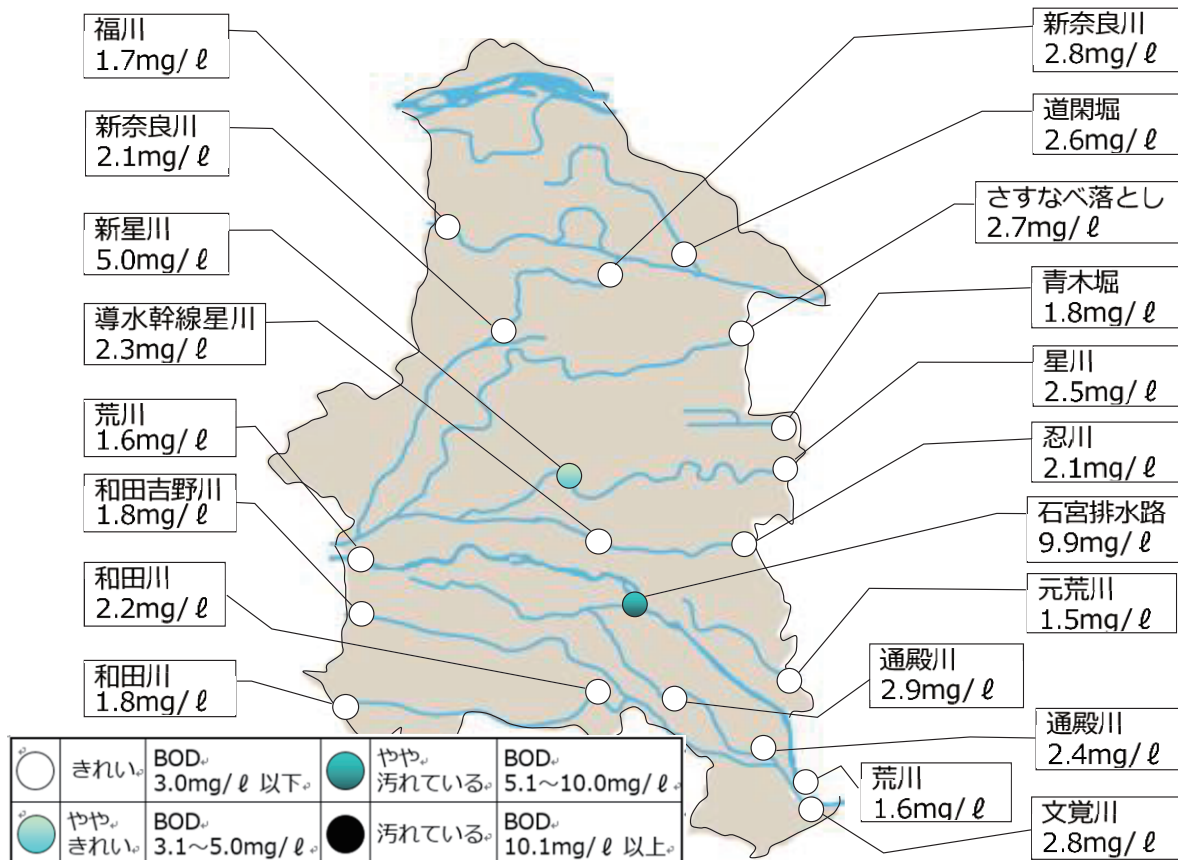 福川
1.7mg/ℓ
新奈良川
2.1mg/ℓ
新星川
5.0mg/ℓ
導水幹線星川
2.3mg/ℓ
荒川
1.6mg/ℓ
和田吉野川
1.8mg/ℓ
和田川
2.2mg/ℓ
和田川
1.8mg/ℓ
新奈良川
2.8mg/ℓ
道閑堀
2.6mg/ℓ
さすなべ落とし
2.7mg/ℓ
青木堀
1.8mg/ℓ
星川
2.5mg/ℓ
忍川
2.1mg/ℓ
石宮排水路
9.9mg/ℓ
元荒川
1.5mg/ℓ
通殿川
2.9mg/ℓ
通殿川
2.4mg/ℓ
荒川
1.6mg/ℓ
文覚川
2.8mg/ℓ
きれい
BOD
3.0mg/ℓ 以下
やや
汚れている
BOD
5.1～10.0mg/ℓ
やや
きれい
BOD
3.1～5.0mg/ℓ
汚れている
BOD
10.1mg/ℓ 以上